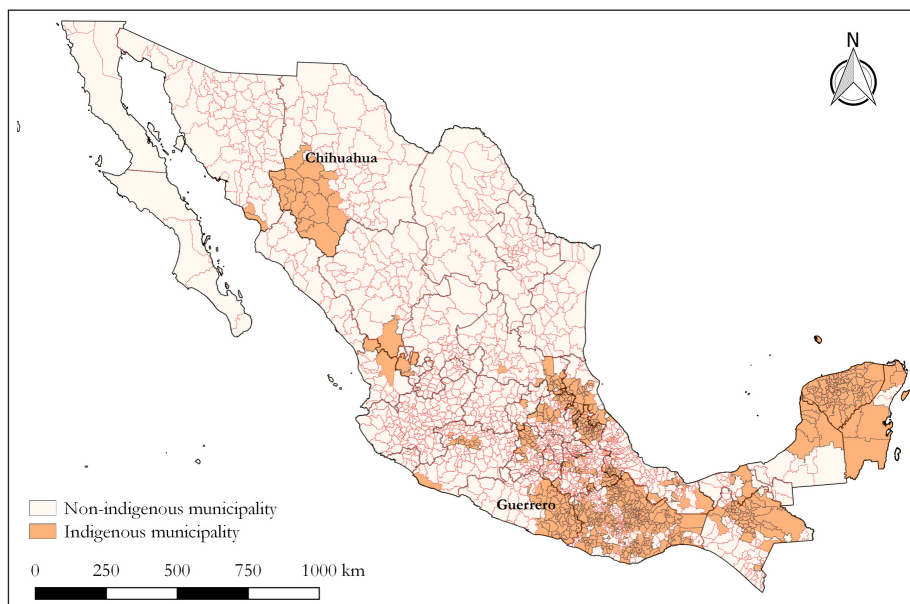 N
Chihuahua
Guerrero
Non-indigenous municipality
Indigenous municipality
0 250 500 750 1000 km